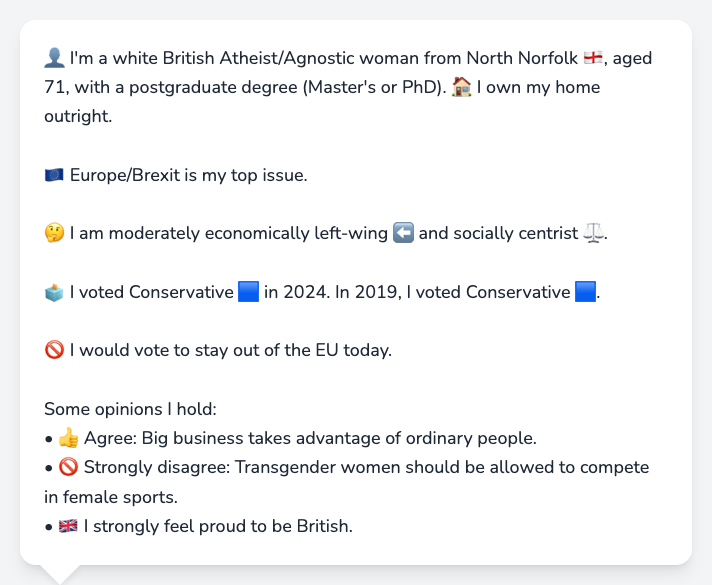 👤 I'm a white British Atheist/Agnostic woman from North Norfolk 🏴󠁧󠁢󠁥󠁮󠁧󠁿, aged
71, with a postgraduate degree (Master's or PhD). 🏠 I own my home
outright.
🇪🇺 Europe/Brexit is my top issue.
🤔 I am moderately economically left-wing ⬅️ and socially centrist ⚖️.
🗳️ I voted Conservative 🟦 in 2024. In 2019, I voted Conservative 🟦.
🚫 I would vote to stay out of the EU today.
Some opinions I hold:
• 👍 Agree: Big business takes advantage of ordinary people.
• 🚫 Strongly disagree: Transgender women should be allowed to compete
in female sports.
• 🇬🇧 I strongly feel proud to be British.